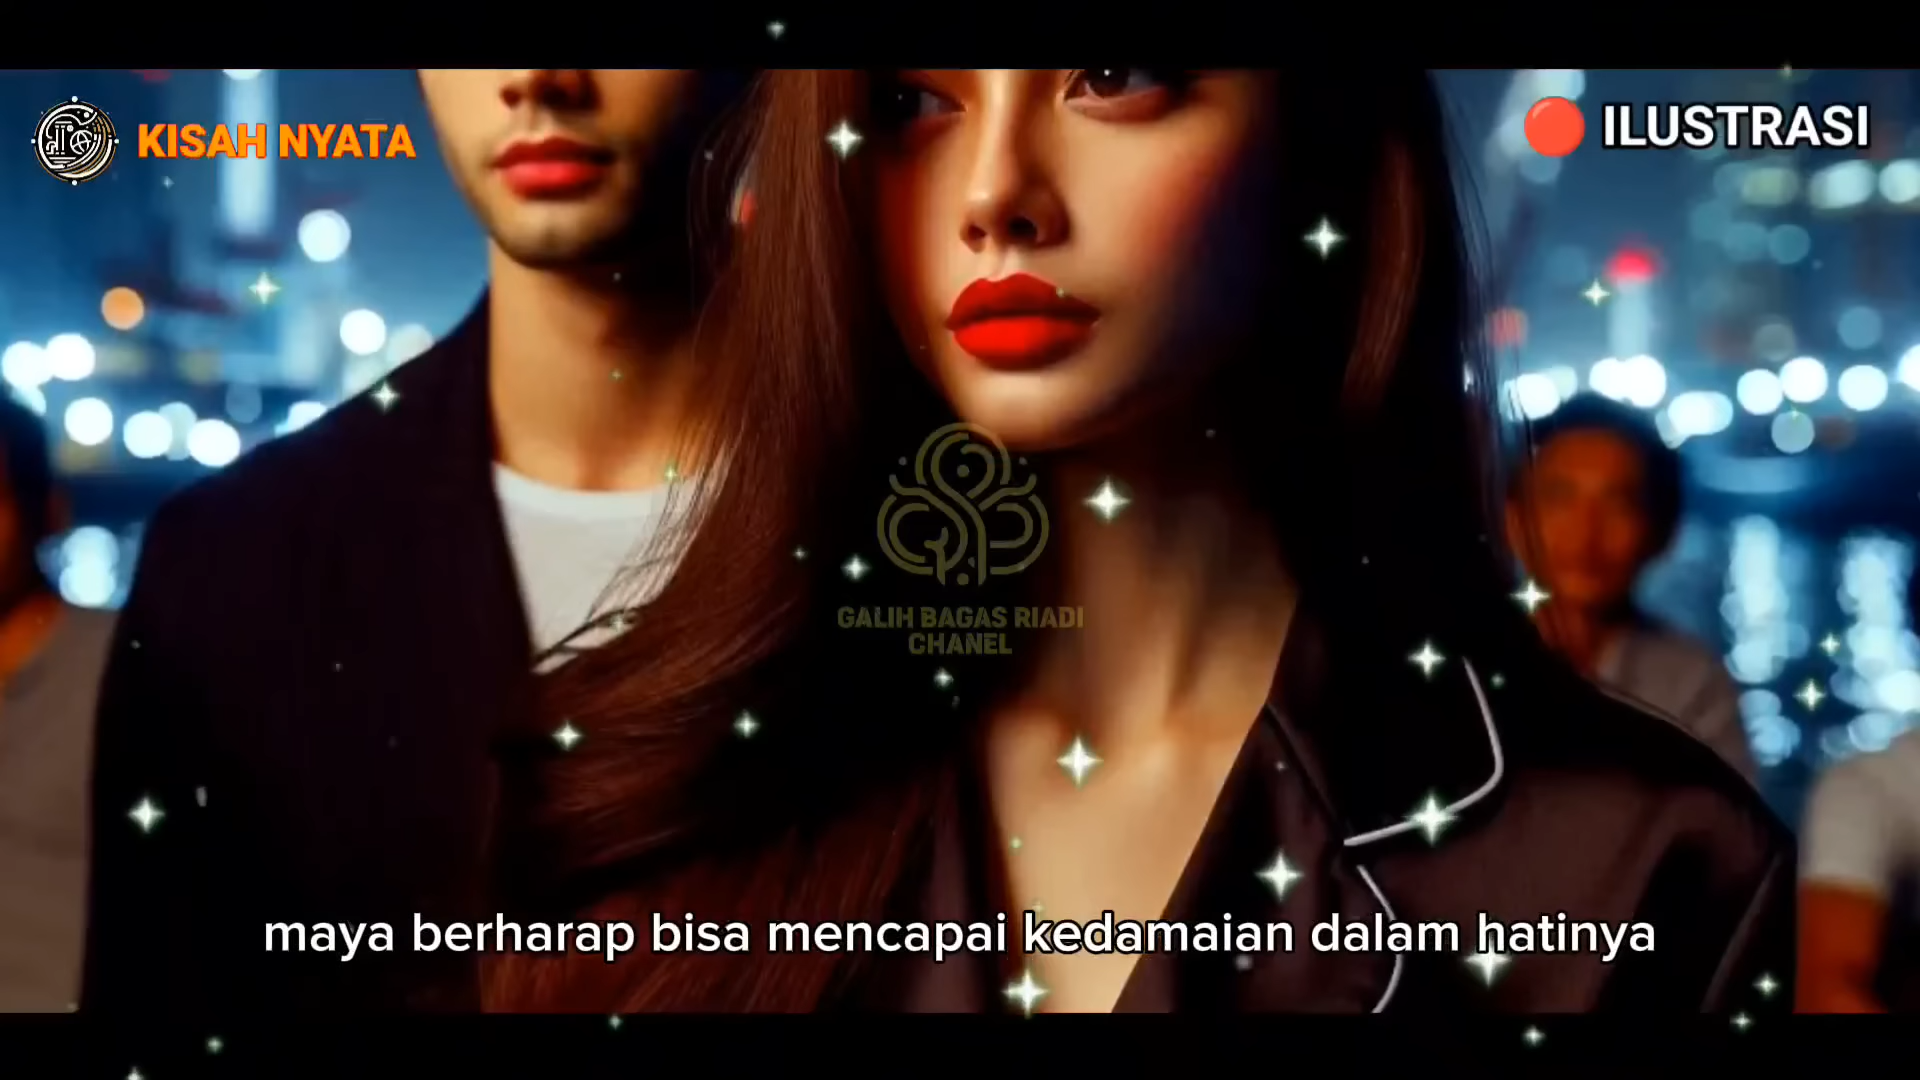 KISAH NYATA
ILUSTRASI
GALIH BAGAS RIADI
CHANEL
maya berharap bisa mencapai kedamaian dalam hatinya